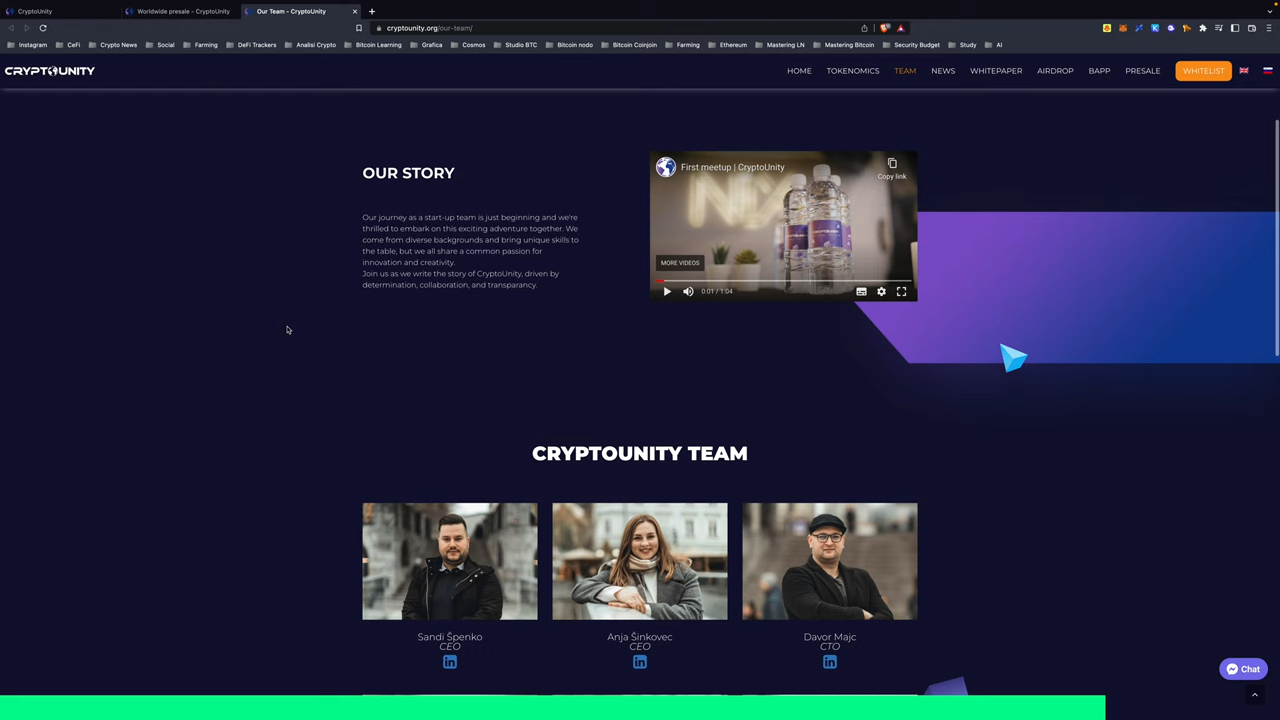 CryptoUnity
Worldwide presale - CryptoUnity
Our Team - CryptoUnity
cryptounity.org/our-team/
Instagram
CeFi
Crypto News
Social
Farming
DeFi Trackers
Analisi Crypto
Bitcoin Learning
Grafica
Cosmos
Studio BTC
Bitcoin nodo
Bitcoin Coinjoin
Farming
Ethereum
Mastering LN
Mastering Bitcoin
Security Budget
Study
AI
CRYPTOUNITY
HOME
TOKENOMICS
TEAM
NEWS
WHITEPAPER
AIRDROP
BAPP
PRESALE
WHITELIST
OUR STORY
Our journey as a start-up team is just beginning and we're
thrilled to embark on this exciting adventure together. We
come from diverse backgrounds and bring unique skills to
the table, but we all share a common passion for
innovation and creativity.
Join us as we write the story of CryptoUnity, driven by
determination, collaboration, and transparency.
First meetup | CryptoUnity
Copy link
MORE VIDEOS
0:01 / 1:04
CRYPTOUNITY TEAM
Sandi Špenko
CEO
Anja Šinkovec
CEO
Davor Majc
CTO
Chat